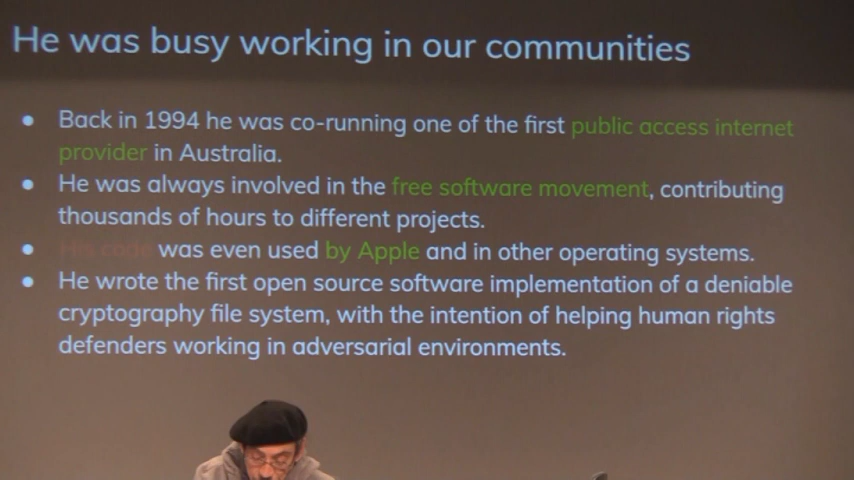 He was busy working in our communities
● Back in 1994 he was co-running one of the first public access internet
provider in Australia.
● He was always involved in the free software movement, contributing
thousands of hours to different projects.
● His code was even used by Apple and in other operating systems.
● He wrote the first open source software implementation of a deniable
cryptography file system, with the intention of helping human rights
defenders working in adversarial environments.